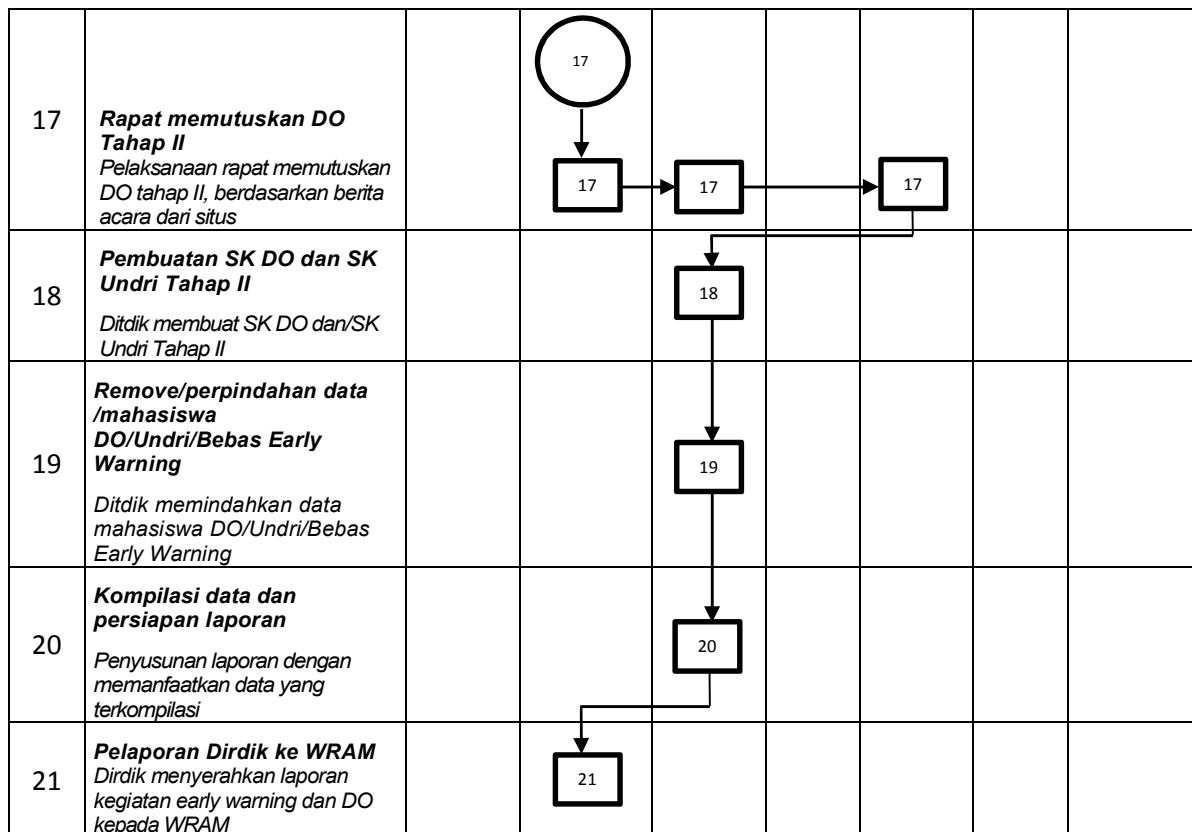 17
17
Rapat memutuskan DO
Tahap II
Pelaksanaan rapat memutuskan
DO tahap II, berdasarkan berita
acara dari situs
17
17
17
18
Pembuatan SK DO dan SK
Undri Tahap II
Ditdik membuat SK DO dan/SK
Undri Tahap II
18
19
Remove/perpindahan data
/mahasiswa
DO/Undri/Bebas Early
Warning
Ditdik memindahkan data
mahasiswa DO/Undri/Bebas
Early Warning
19
20
Kompilasi data dan
persiapan laporan
Penyusunan laporan dengan
memanfaatkan data yang
terkompilasi
20
21
Pelaporan Dirdik ke WRAM
Dirdik menyerahkan laporan
kegiatan early warning dan DO
kepada WRAM
21